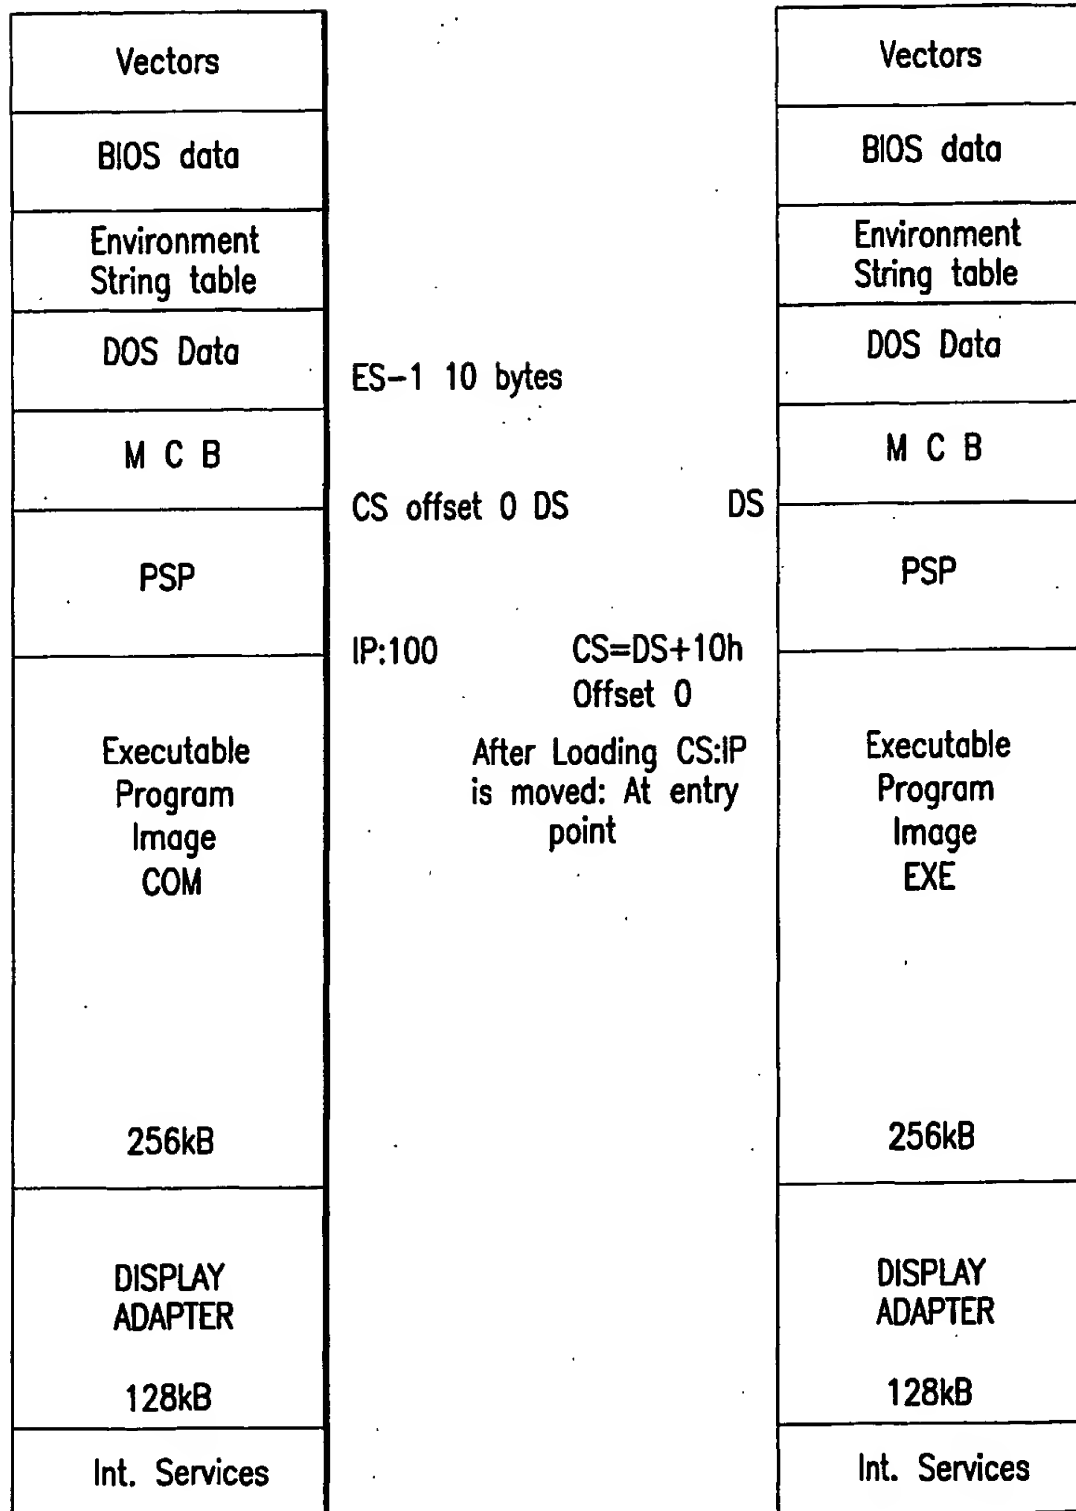 Vectors
BIOS data
Environment
String table
DOS Data
M C B
PSP
Executable
Program
Image
COM
256kB
DISPLAY
ADAPTER
128kB
Int. Services
ES-1 10 bytes
CS offset 0 DS
IP:100
DS
CS=DS+10h
Offset 0
After Loading CS:IP
is moved: At entry
point
Vectors
BIOS data
Environment
String table
DOS Data
M C B
PSP
Executable
Program
Image
EXE
256kB
DISPLAY
ADAPTER
128kB
Int. Services